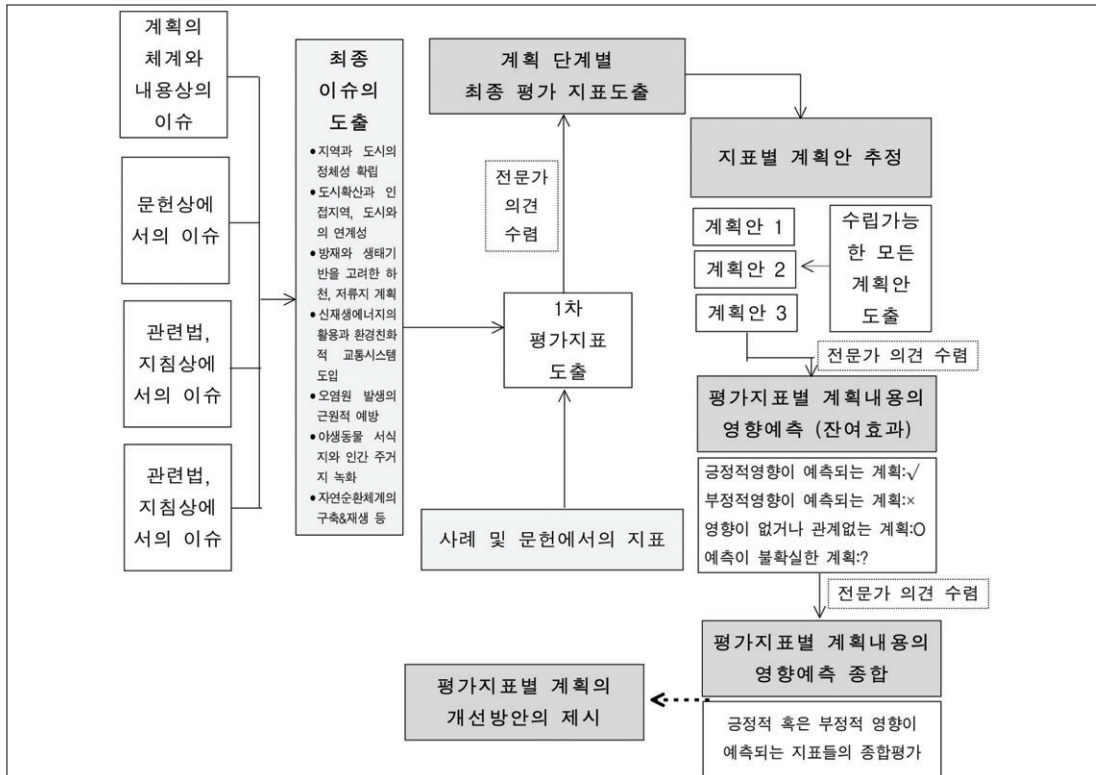 계획의
체계와
내용상의
이슈
문헌상에
서의 이슈
관련법,
지침상에
서의 이슈
관련법,
지침상에
서의 이슈
최종
이슈의
도출
●지역과 도시의
정체성 확립
●도시확산과 인
접지역, 도시와
의 연계성
●방재와 생태기
반을 고려한 하
천, 저류지 계획
●신재생에너지의
활용과 환경친화
적 교통시스템
도입
●오염원 발생의
근원적 예방
●야생동물 서식
지와 인간 주거
지 녹화
●자연순환체계의
구축&재생 등
계획 단계별
최종 평가 지표도출
전문가
의견
수렴
1차
평가지표
도출
사례 및 문헌에서의 지표
지표별 계획안 추정
계획안 1
계획안 2
계획안 3
수립가능
한 모든
계획안
도출
전문가 의견 수렴
평가지표별 계획내용의
영향예측 (잔여효과)
긍정적영향이 예측되는 계획:√
부정적영향이 예측되는 계획:×
영향이 없거나 관계없는 계획:O
예측이 불확실한 계획:?
전문가 의견 수렴
평가지표별 계획내용의
영향예측 종합
긍정적 혹은 부정적 영향이
예측되는 지표들의 종합평가
평가지표별 계획의
개선방안의 제시